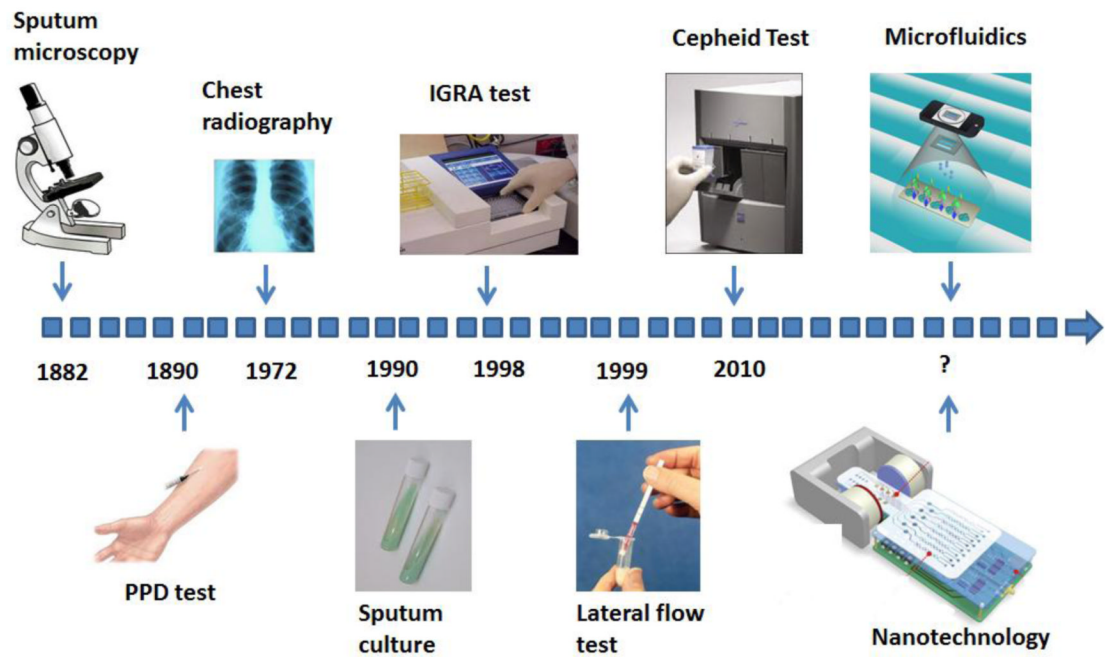 Sputum
microscopy
Chest
radiography
IGRA test
Cepheid Test
Microfluidics
1882
1890
1972
1990
1998
1999
2010
?
PPD test
Sputum
culture
Lateral flow
test
Nanotechnology